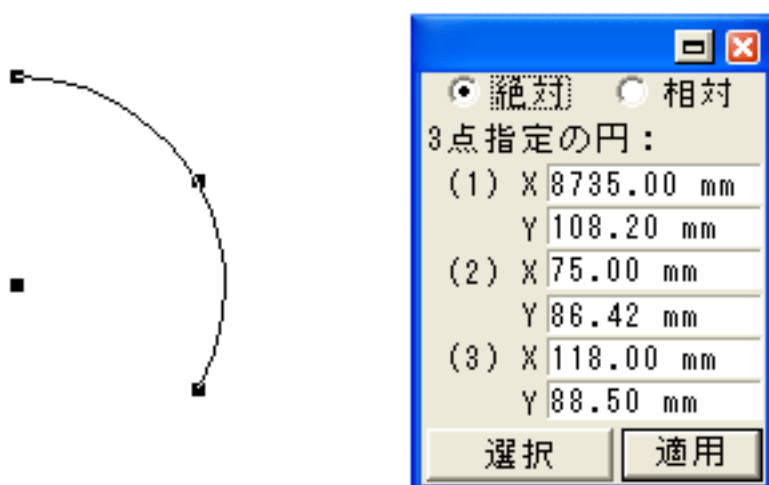 絶対 相対
3点指定の円:
(1) X 8735.00 mm
Y 108.20 mm
(2) X 75.00 mm
Y 86.42 mm
(3) X 118.00 mm
Y 88.50 mm
選択 適用